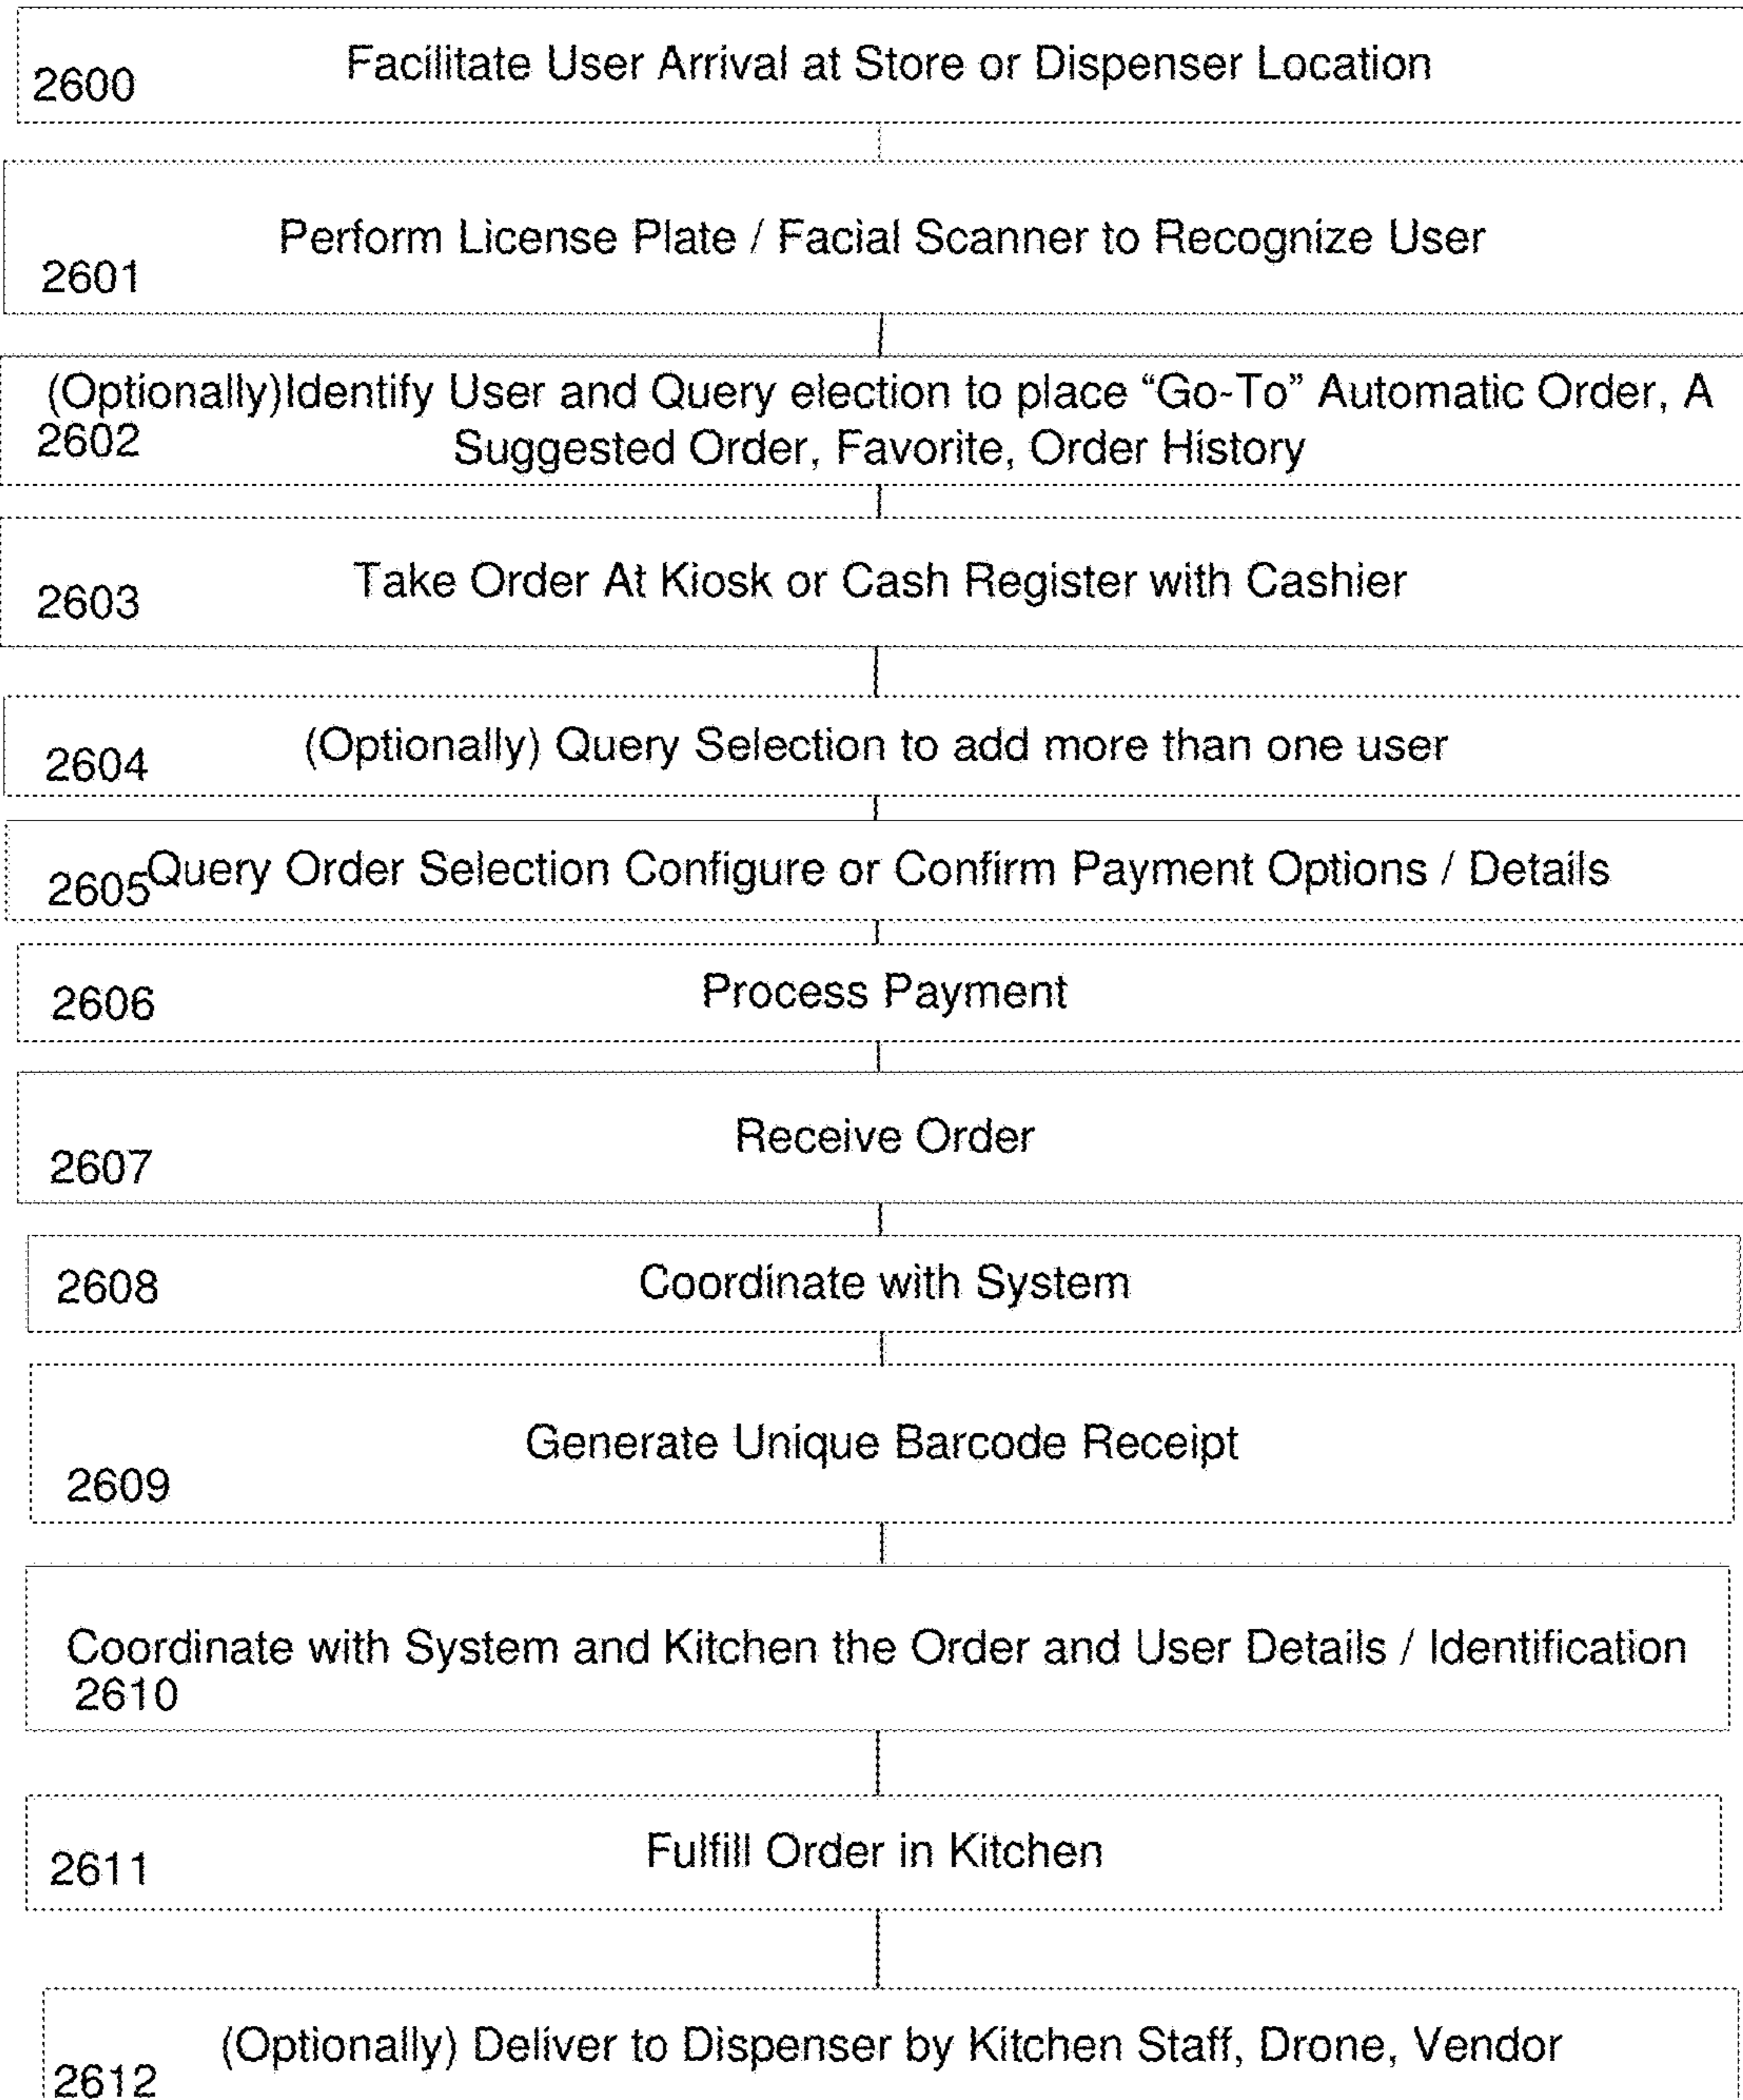 Facilitate User Arrival at Store or Dispenser Location
2600
Perform License Plate / Facial Scanner to Recognize User
2601
(Optionally)Identify User and Query election to place “Go-To” Automatic Order, A
2602
Suggested Order, Favorite, Order History
Take Order At Kiosk or Cash Register with Cashier
2603
(Optionally) Query Selection to add more than one user
2604
Query Order Selection Configure or Confirm Payment Options / Details
2605
Process Payment
2606
Receive Order
2607
Coordinate with System
2608
Generate Unique Barcode Receipt
2609
Coordinate with System and Kitchen the Order and User Details / Identification
2610
Fulfill Order in Kitchen
2611
(Optionally) Deliver to Dispenser by Kitchen Staff, Drone, Vendor
2612